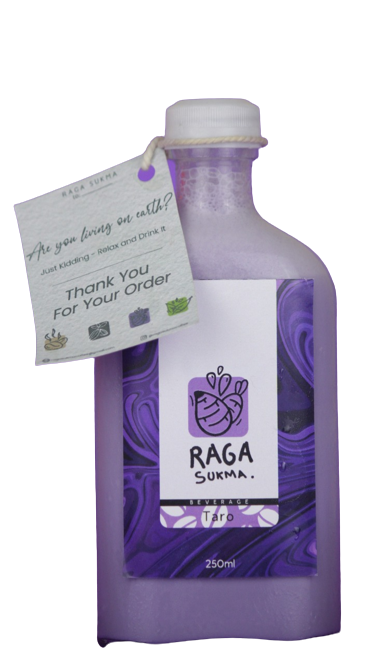 RAGA SUKMA
Are you living on earth?
Just Kidding - Relax and Drink It
Thank You
For Your Order
RAGA
SUKMA.
BEVERAGE
Taro
250ml